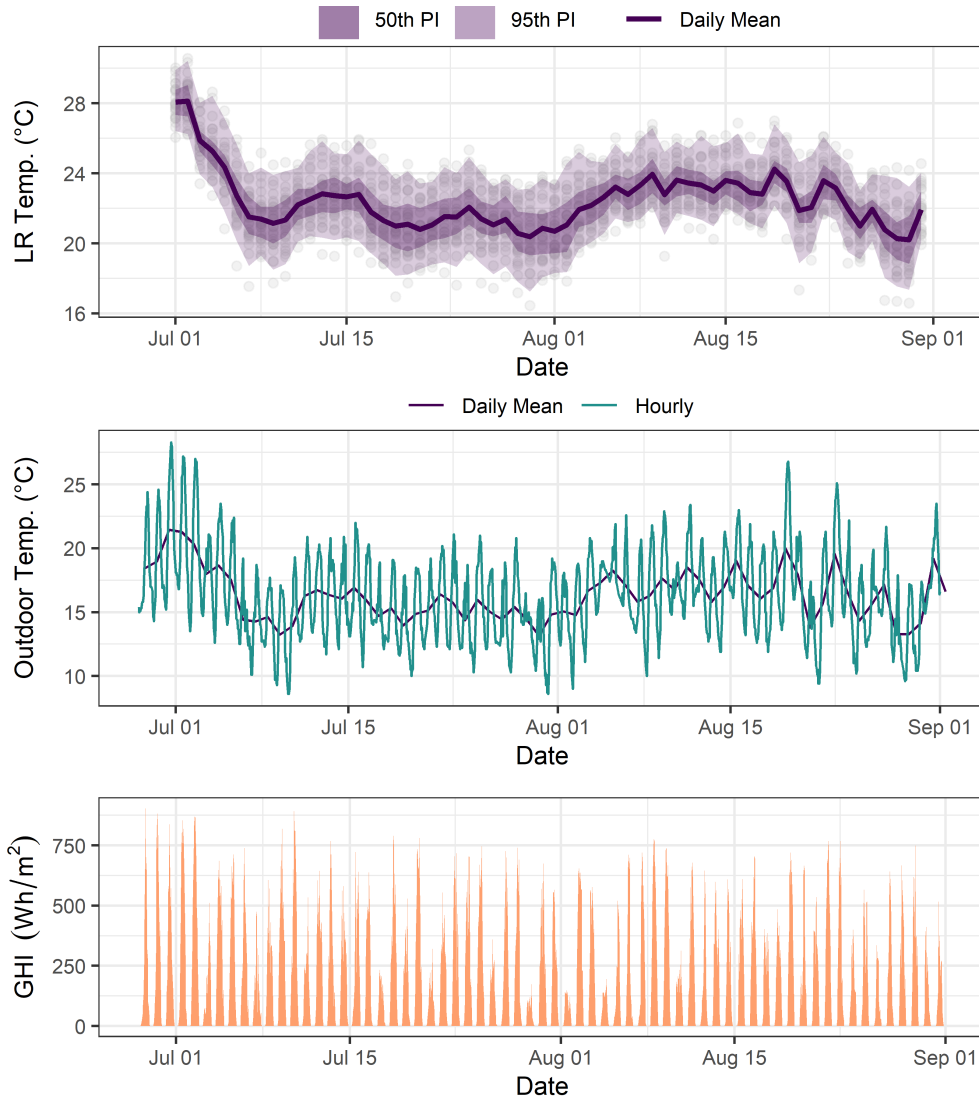 50th PI 95th PI Daily Mean
LR Temp. (°C)
28
24
20
16
Jul 01 Jul 15 Aug 01 Aug 15 Sep 01
Date
Daily Mean Hourly
Outdoor Temp. (°C)
25
20
15
10
Jul 01 Jul 15 Aug 01 Aug 15 Sep 01
Date
GHI (Wh/m²)
750
500
250
0
Jul 01 Jul 15 Aug 01 Aug 15 Sep 01
Date